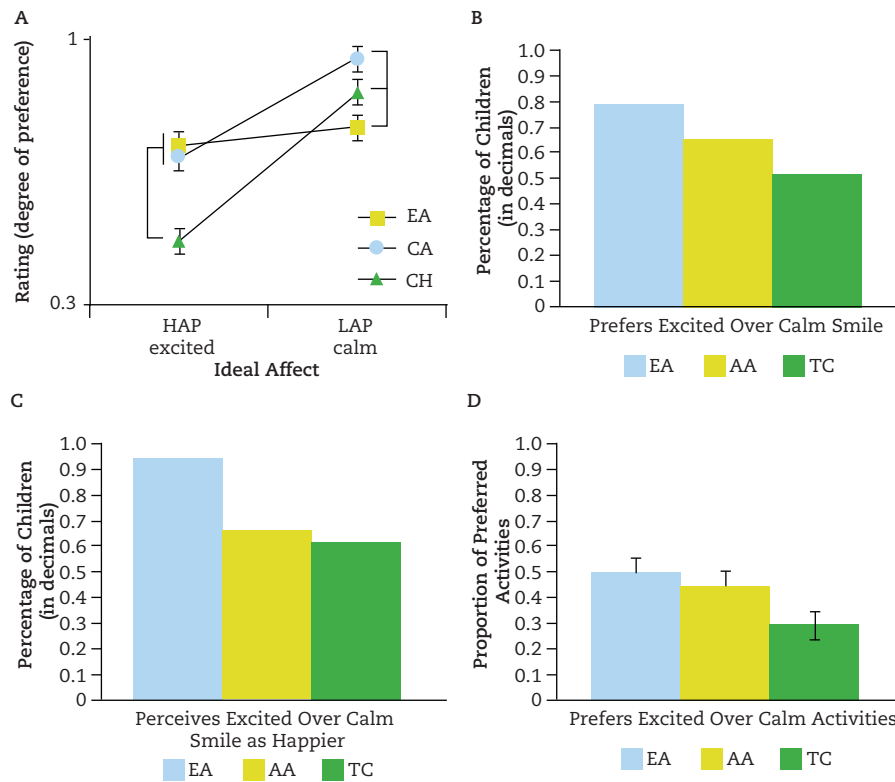 A
1
0.3
Rating (degree of preference)
EA
CA
CH
HAP
excited
LAP
calm
Ideal Affect
B
Percentage of Children
(in decimals)
1.0
0.9
0.8
0.7
0.6
0.5
0.4
0.3
0.2
0.1
0
Prefers Excited Over Calm Smile
EA AA TC
C
Percentage of Children
(in decimals)
1.0
0.9
0.8
0.7
0.6
0.5
0.4
0.3
0.2
0.1
0
Perceives Excited Over Calm
Smile as Happier
EA AA TC
D
Proportion of Preferred
Activities
1.0
0.9
0.8
0.7
0.6
0.5
0.4
0.3
0.2
0.1
0
Prefers Excited Over Calm Activities
EA AA TC